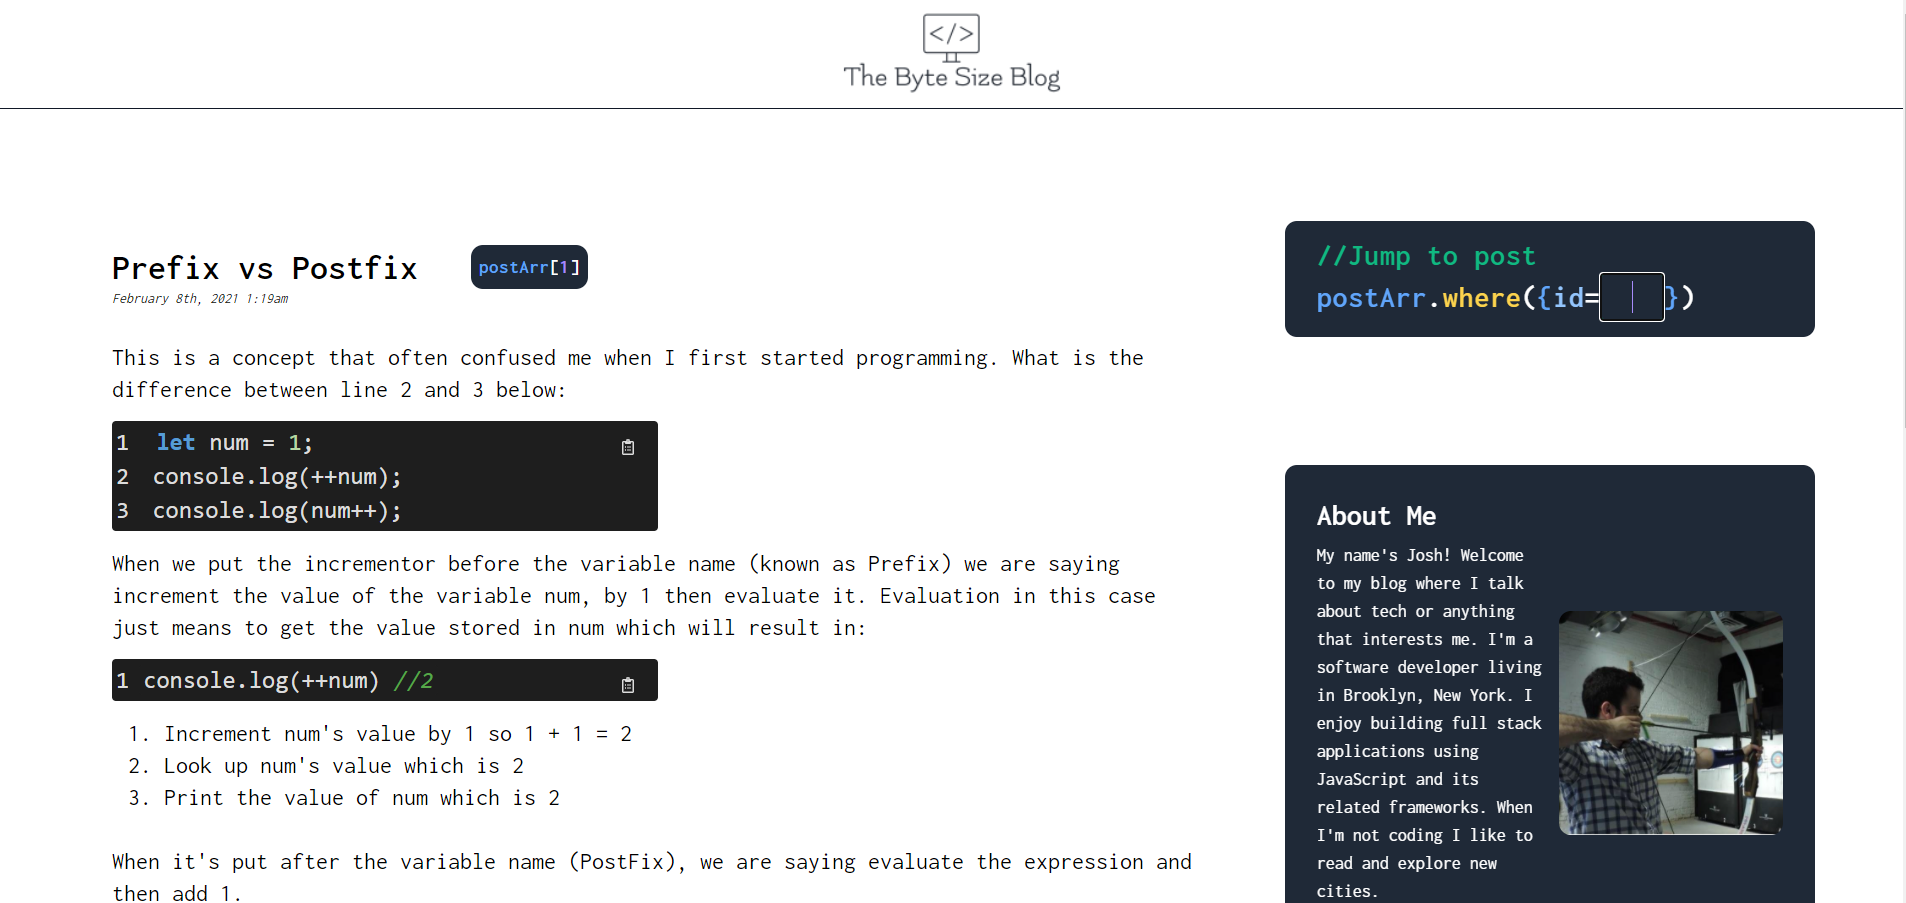 </>
The Byte Size Blog
Prefix vs Postfix
postArr[1]
February 8th, 2021 1:19am
This is a concept that often confused me when I first started programming. What is the
difference between line 2 and 3 below:
1 let num = 1;
2 console.log(++num);
3 console.log(num++);
When we put the incrementor before the variable name (known as Prefix) we are saying
increment the value of the variable num, by 1 then evaluate it. Evaluation in this case
just means to get the value stored in num which will result in:
1 console.log(++num) //2
1. Increment num's value by 1 so 1 + 1 = 2
2. Look up num's value which is 2
3. Print the value of num which is 2
When it's put after the variable name (PostFix), we are saying evaluate the expression and
then add 1.
//Jump to post
postArr.where({id= })
About Me
My name's Josh! Welcome
to my blog where I talk
about tech or anything
that interests me. I'm a
software developer living
in Brooklyn, New York. I
enjoy building full stack
applications using
JavaScript and its
related frameworks. When
I'm not coding I like to
read and explore new
cities.